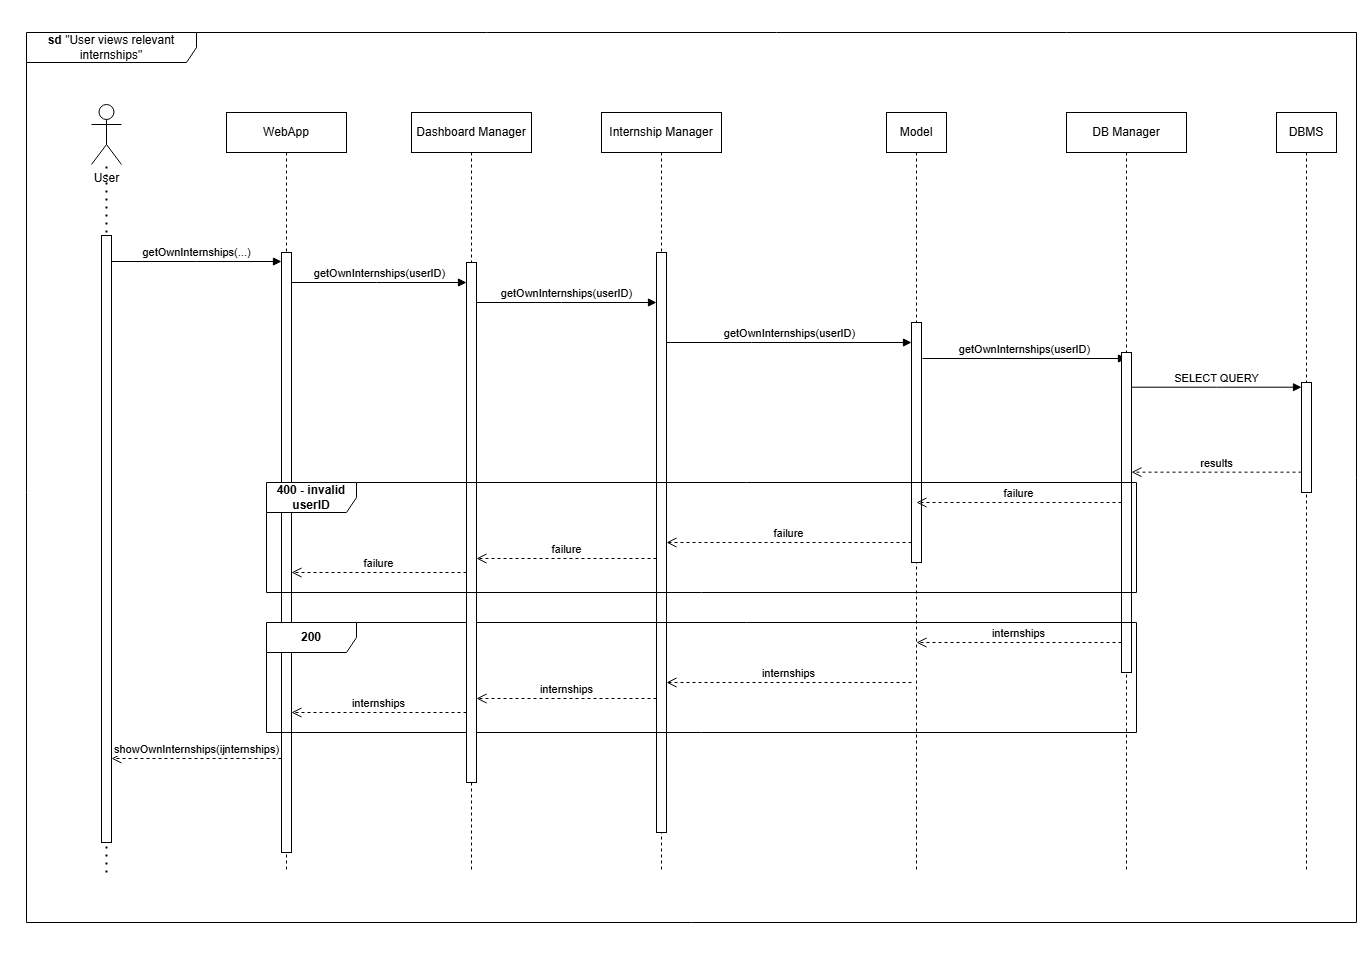 sd "User views relevant
internships"
User
WebApp
Dashboard Manager
Internship Manager
Model
DB Manager
DBMS
getOwnInternships(...)
getOwnInternships(userID)
getOwnInternships(userID)
getOwnInternships(userID)
getOwnInternships(userID)
SELECT QUERY
results
400 - invalid
userID
failure
failure
failure
failure
200
internships
internships
internships
internships
showOwnInternships(ijnternships)